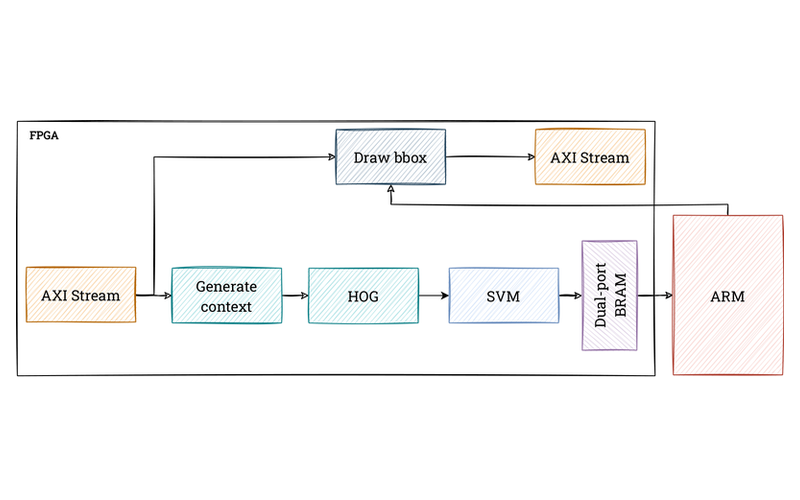 FPGA
Draw bbox
AXI Stream
AXI Stream
Generate
context
HOG
SVM
Dual-port
BRAM
ARM